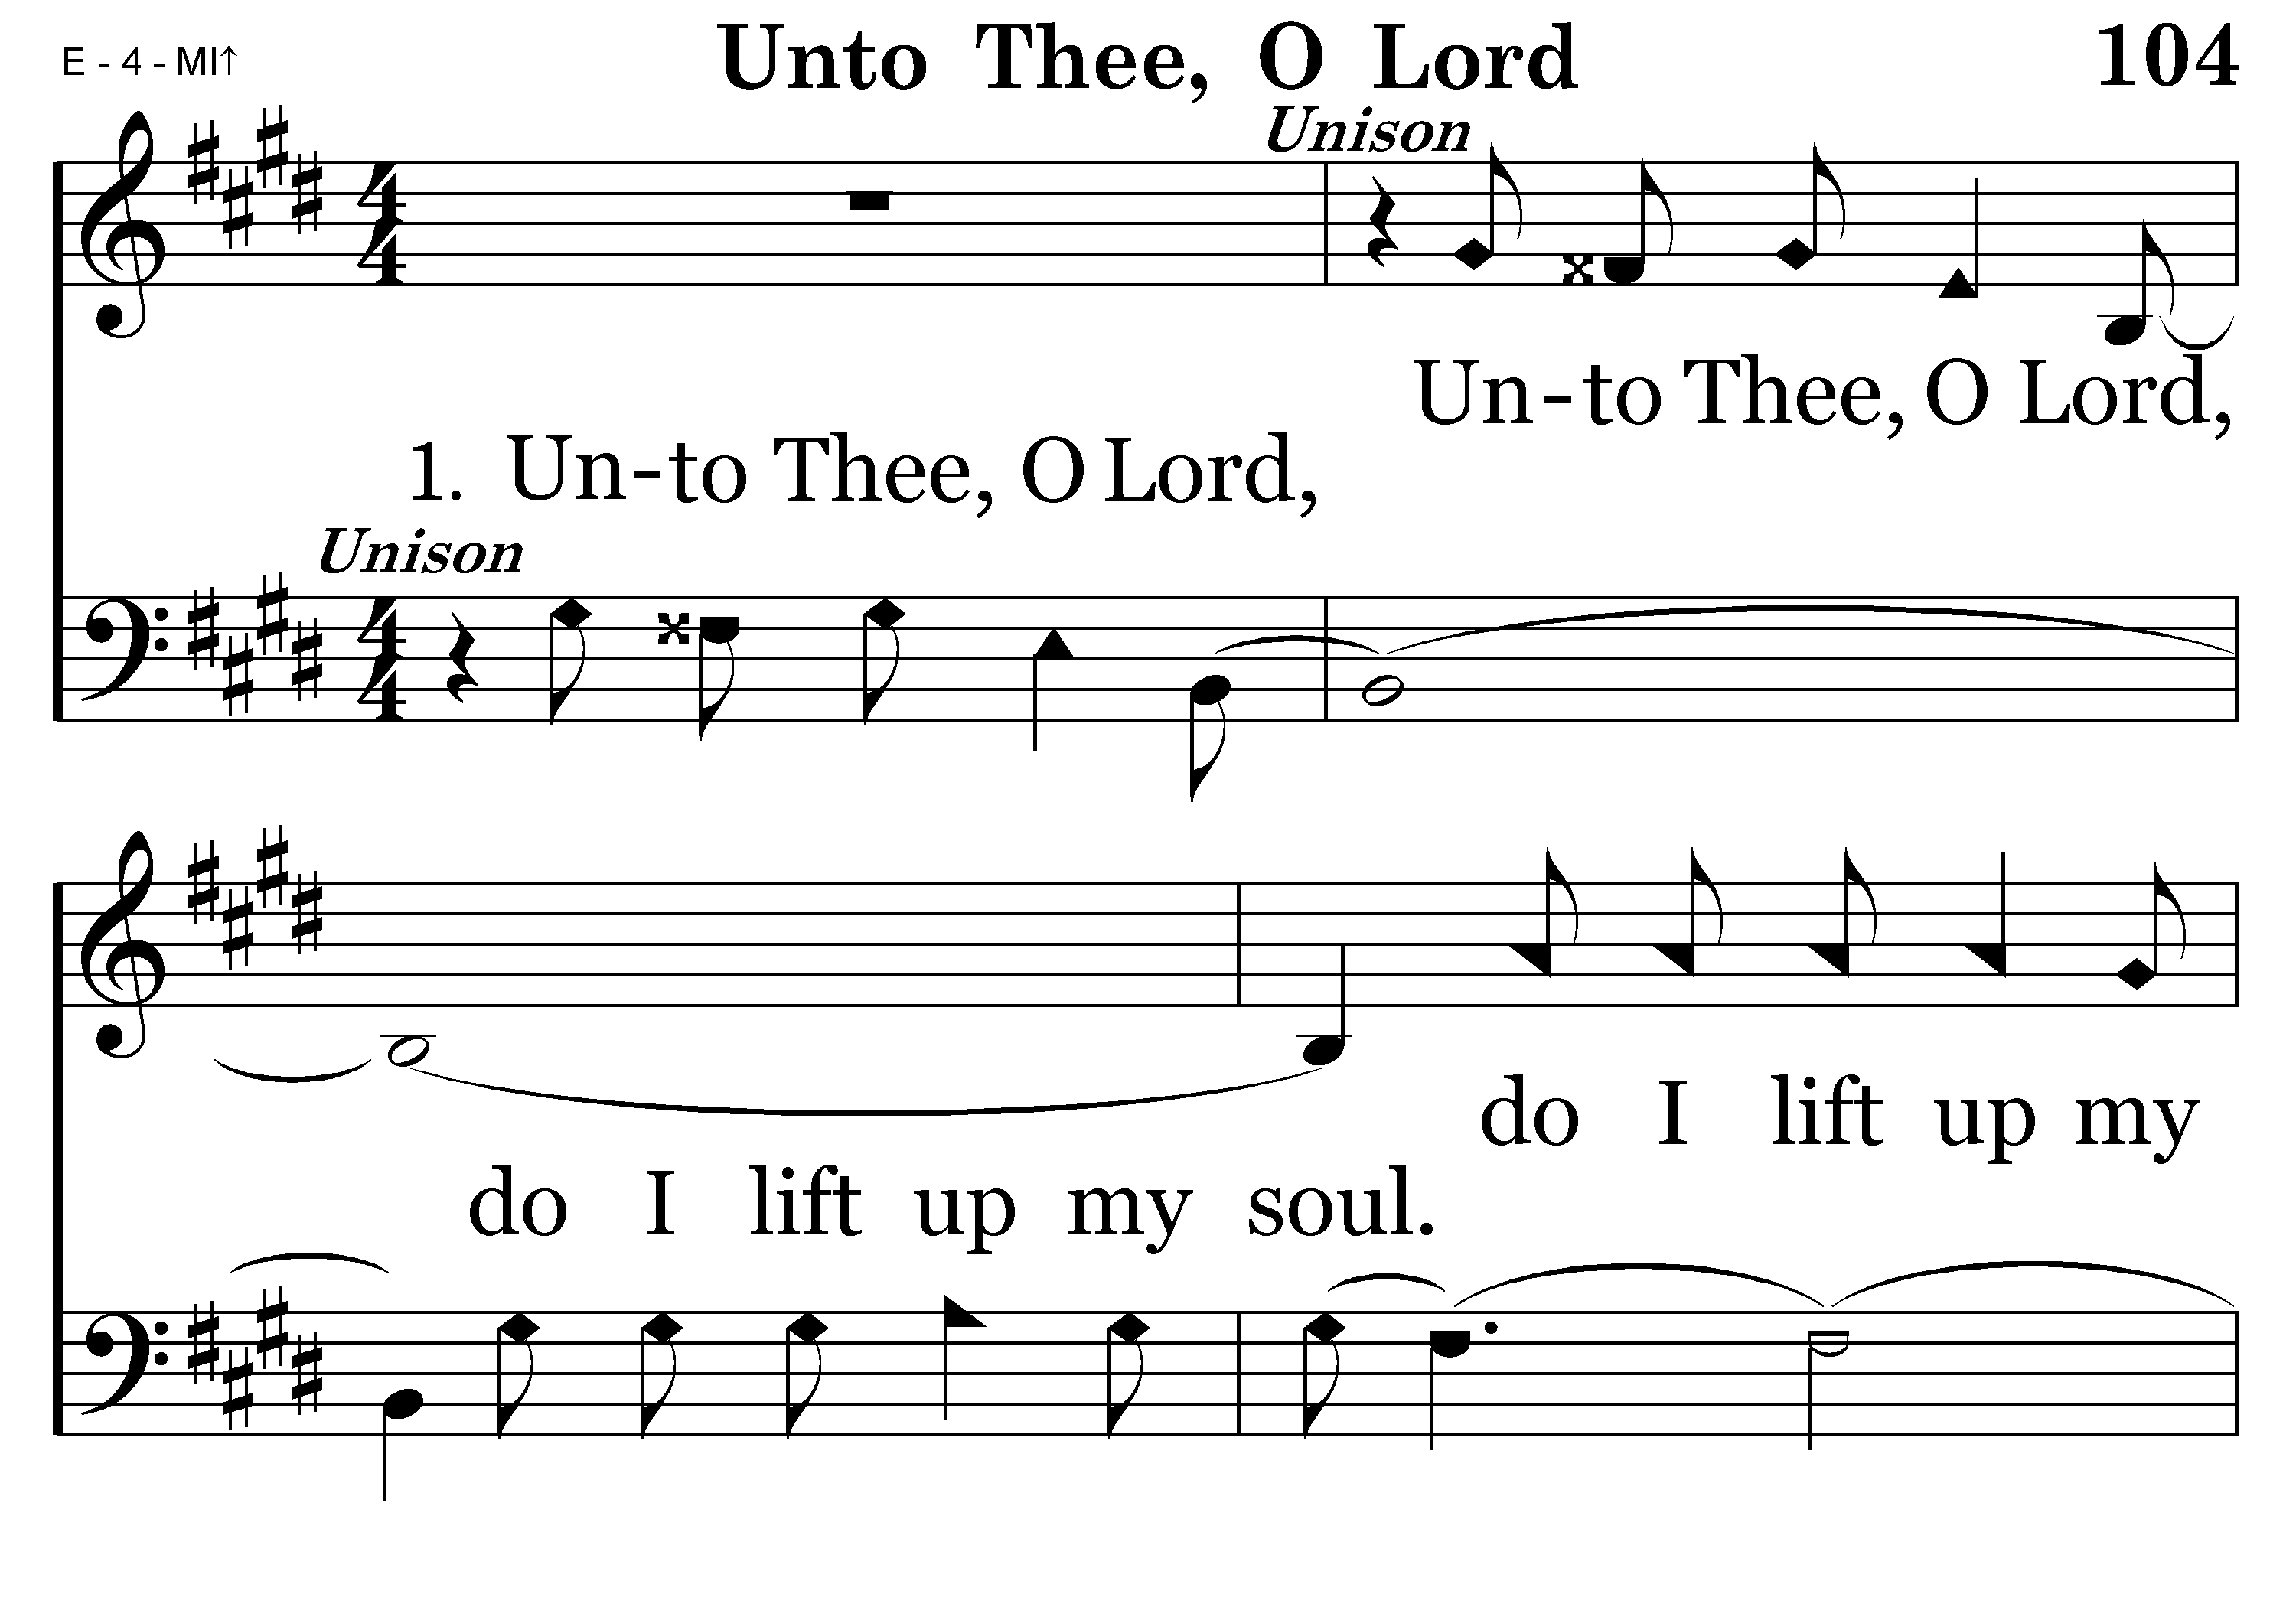 E - 4 - MI↑ Unto Thee, O Lord 104
Unison
Un-to Thee, O Lord,
1. Un-to Thee, O Lord,
Unison
do I lift up my
do I lift up my soul.